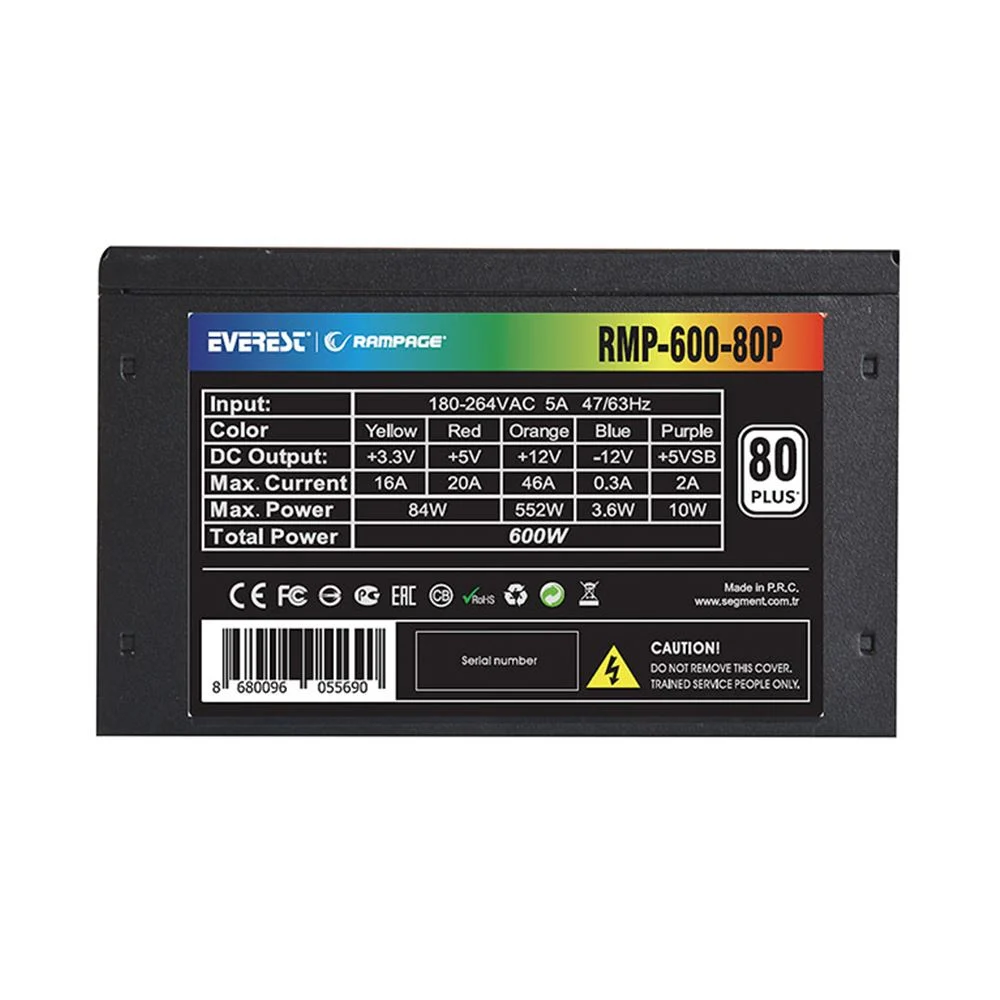 EVEREST® | RAMPAGE® RMP-600-80P
Input: 180-264VAC 5A 47/63Hz
Color Yellow Red Orange Blue Purple
DC Output: +3.3V +5V +12V -12V +5VSB
Max. Current 16A 20A 46A 0.3A 2A
Max. Power 84W 552W 3.6W 10W
Total Power 600W
80
PLUS
CE FC EAC CB RoHS
Made in P.R.C.
www.segment.com.tr
8 680096 055690
Serial number
CAUTION!
DO NOT REMOVE THIS COVER.
TRAINED SERVICE PEOPLE ONLY.